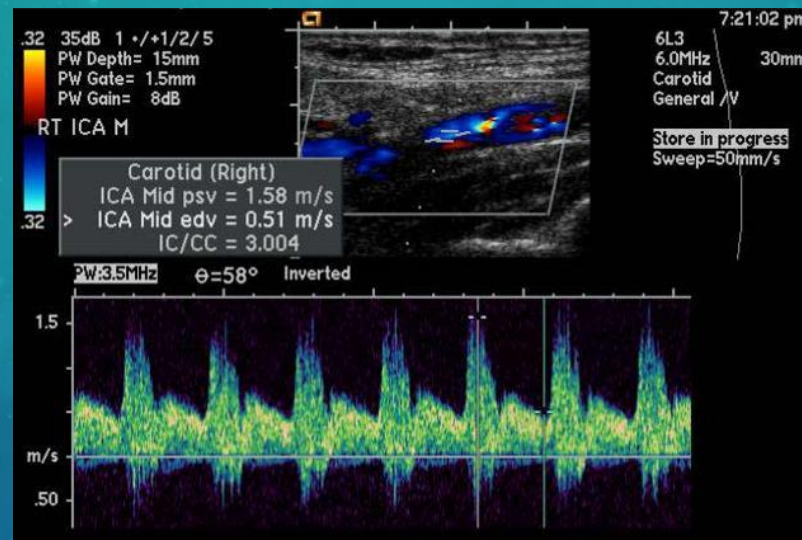 7:21:02 pm
.32 35dB 1 +/+1/2/ 5
PW Depth= 15mm
PW Gate= 1.5mm
PW Gain= 8dB
RT ICA M
.32
6L3
6.0MHz 30mm
Carotid
General /V
Store in progress
Sweep=50mm/s
Carotid (Right)
ICA Mid psv = 1.58 m/s
> ICA Mid edv = 0.51 m/s
IC/CC = 3.004
PW:3.5MHz θ=58° Inverted
1.5
m/s
.50